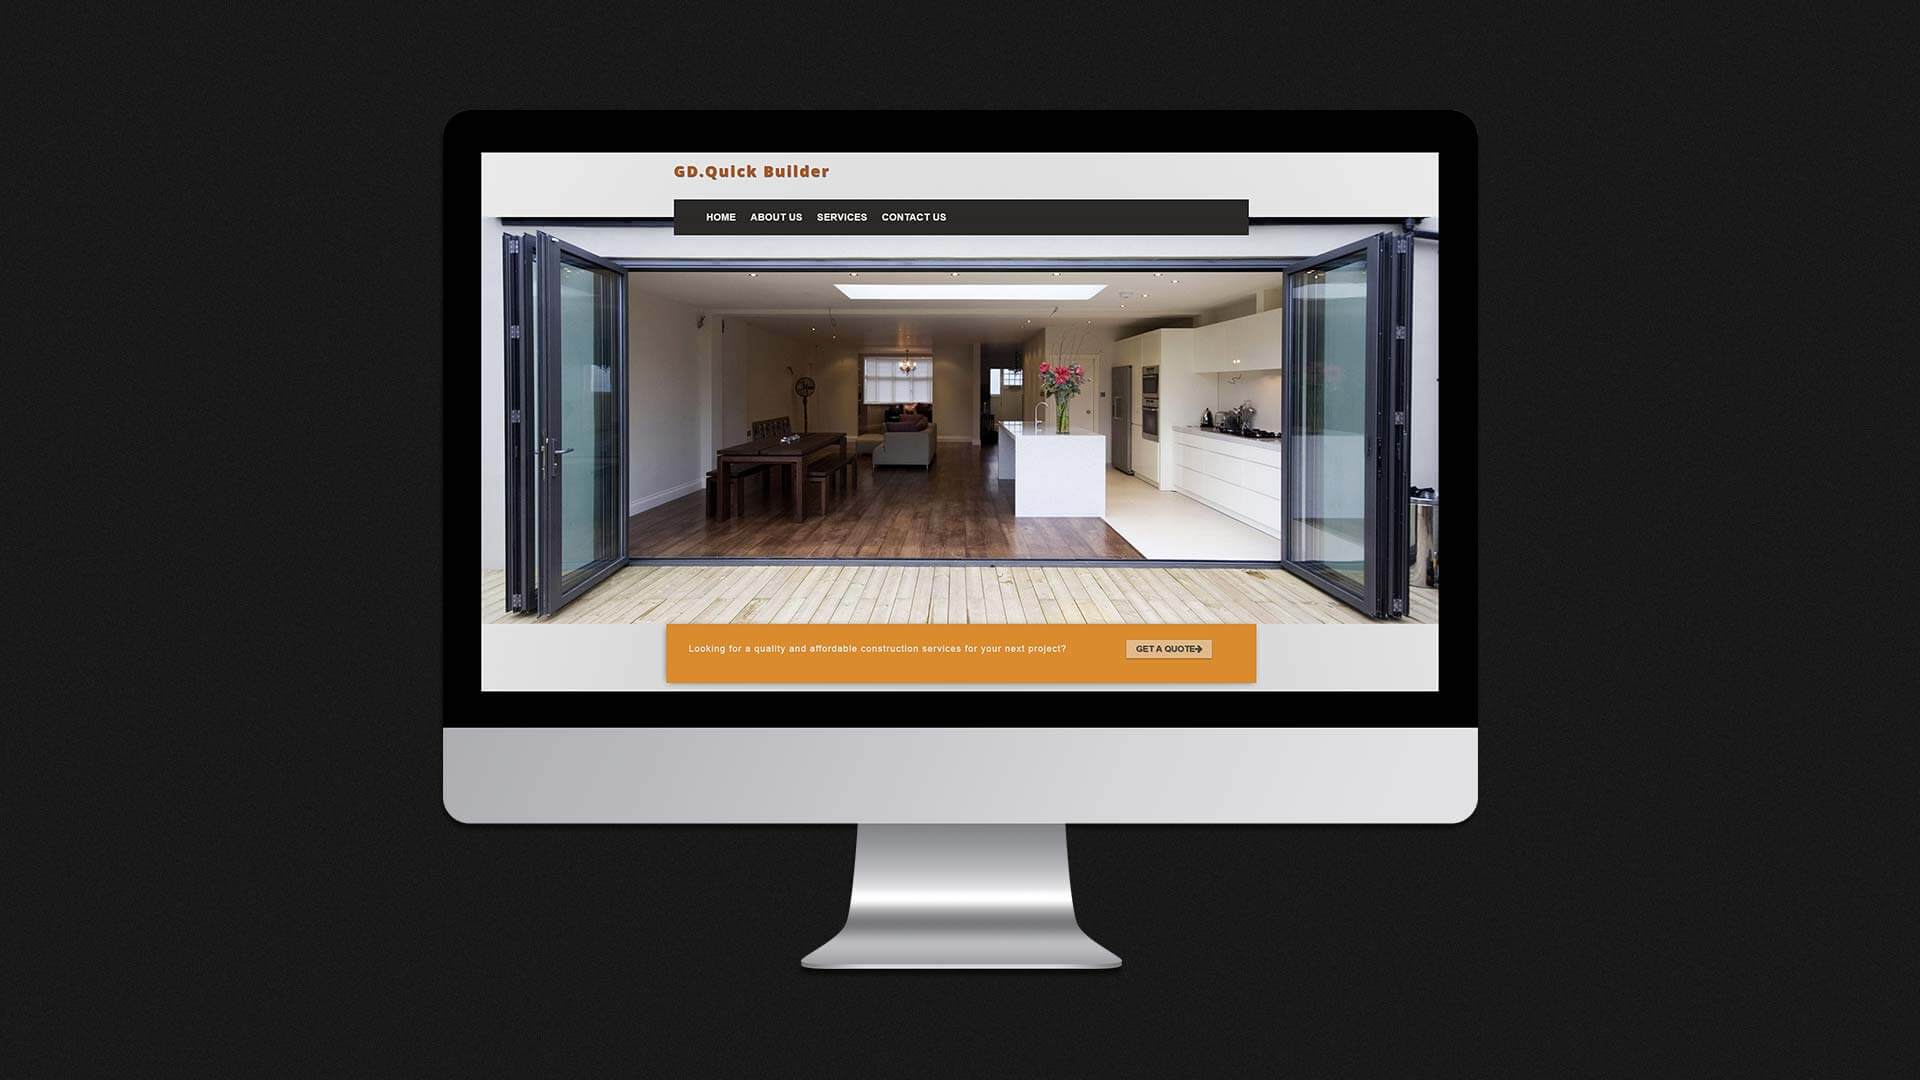 GD.Quick Builder
HOME ABOUT US SERVICES CONTACT US
Looking for a quality and affordable construction services for your next project?
GET A QUOTE